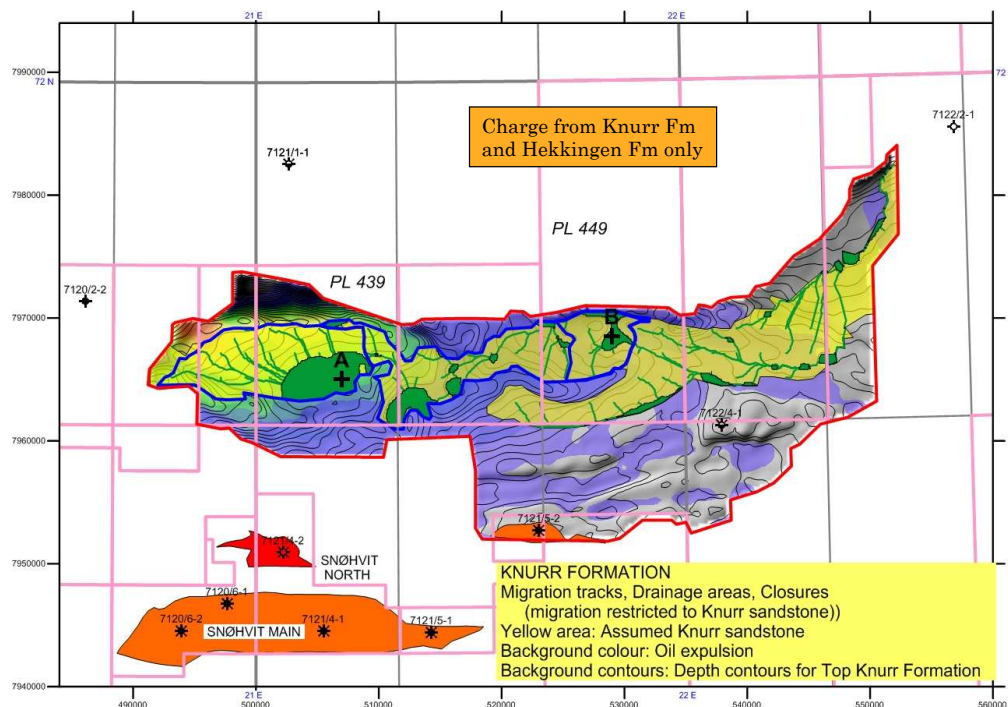 21 E
22 E
7990000
72 N
72
Charge from Knurr Fm
and Hekkingen Fm only
7122/2-1
7121/1-1
7980000
PL 449
PL 439
7120/2-2
7970000
B
A
7122/4-1
7960000
7121/5-2
7121/4-2
7950000
SNØHVIT
NORTH
7120/6-1
7120/6-2
SNØHVIT MAIN
7121/4-1
7121/5-1
KNURR FORMATION
Migration tracks, Drainage areas, Closures
(migration restricted to Knurr sandstone))
Yellow area: Assumed Knurr sandstone
Background colour: Oil expulsion
Background contours: Depth contours for Top Knurr Formation
7940000
21 E
22 E
490000
500000
510000
520000
530000
540000
550000
560000